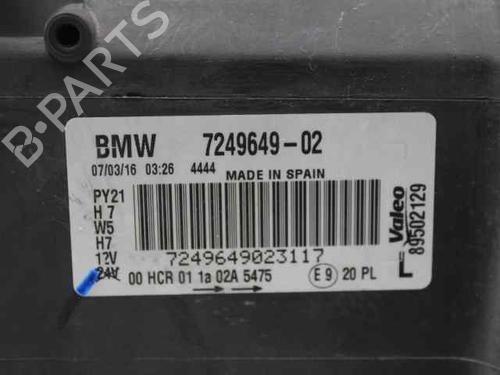 BMW 7249649-02
07/03/16 03:26 4444 MADE IN SPAIN
PY21
H7
W5
H7
12V
24V
7249649023117
00 HCR 01 1a 02A 5475
E9 20 PL
Valeo
89502129
L
B-PARTS